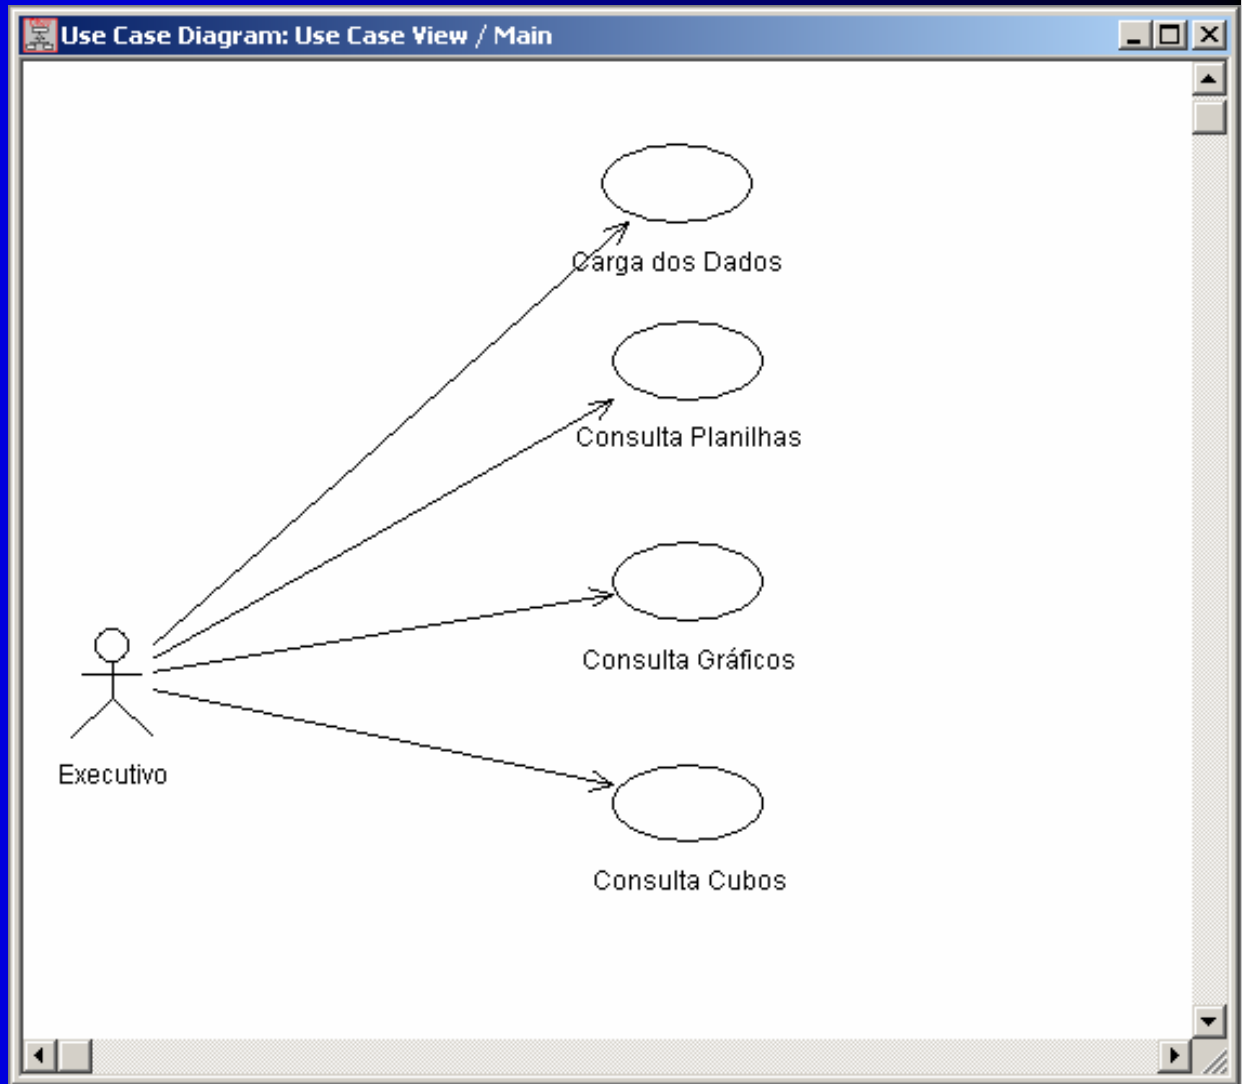 Use Case Diagram: Use Case View / Main
Carga dos Dados
Consulta Planilhas
Consulta Gráficos
Executivo
Consulta Cubos